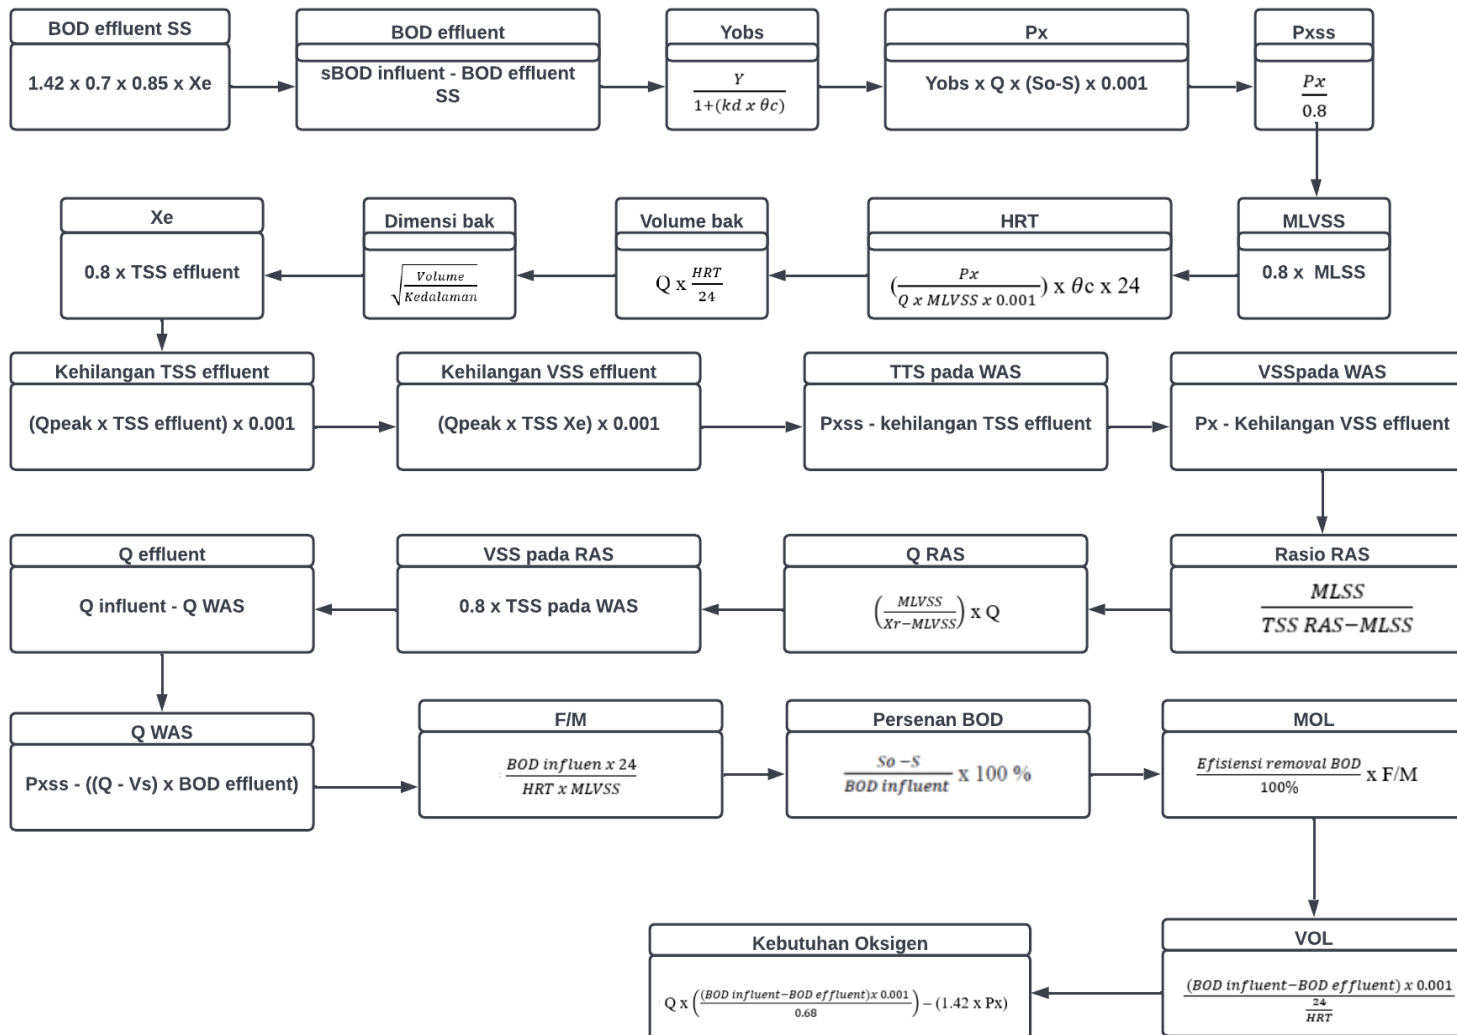 BOD effluent SS
1.42 x 0.7 x 0.85 x Xe
BOD effluent
sBOD influent - BOD effluent
SS
Yobs
Y
1+(kd x θc)
Px
Yobs x Q x (So-S) x 0.001
Pxss
Px
0.8
MLVSS
0.8 x MLSS
HRT
(Px / Q x MLVSS x 0.001) x θc x 24
Volume bak
Q x HRT / 24
Dimensi bak
√ Volume / Kedalaman
Xe
0.8 x TSS effluent
Kehilangan TSS effluent
(Qpeak x TSS effluent) x 0.001
Kehilangan VSS effluent
(Qpeak x TSS Xe) x 0.001
TTS pada WAS
Pxss - kehilangan TSS effluent
VSSpada WAS
Px - Kehilangan VSS effluent
Rasio RAS
MLSS
TSS RAS−MLSS
Q RAS
(MLVSS / Xr−MLVSS) x Q
VSS pada RAS
0.8 x TSS pada WAS
Q effluent
Q influent - Q WAS
Q WAS
Pxss - ((Q - Vs) x BOD effluent)
F/M
: BOD influen x 24
HRT x MLVSS
Persenan BOD
So −S / BOD influent x 100 %
MOL
Efisiensi removal BOD / 100% x F/M
VOL
(BOD influent−BOD effluent) x 0.001
24
HRT
Kebutuhan Oksigen
Q x ((BOD influent−BOD effluent)x 0.001 / 0.68) − (1.42 x Px)